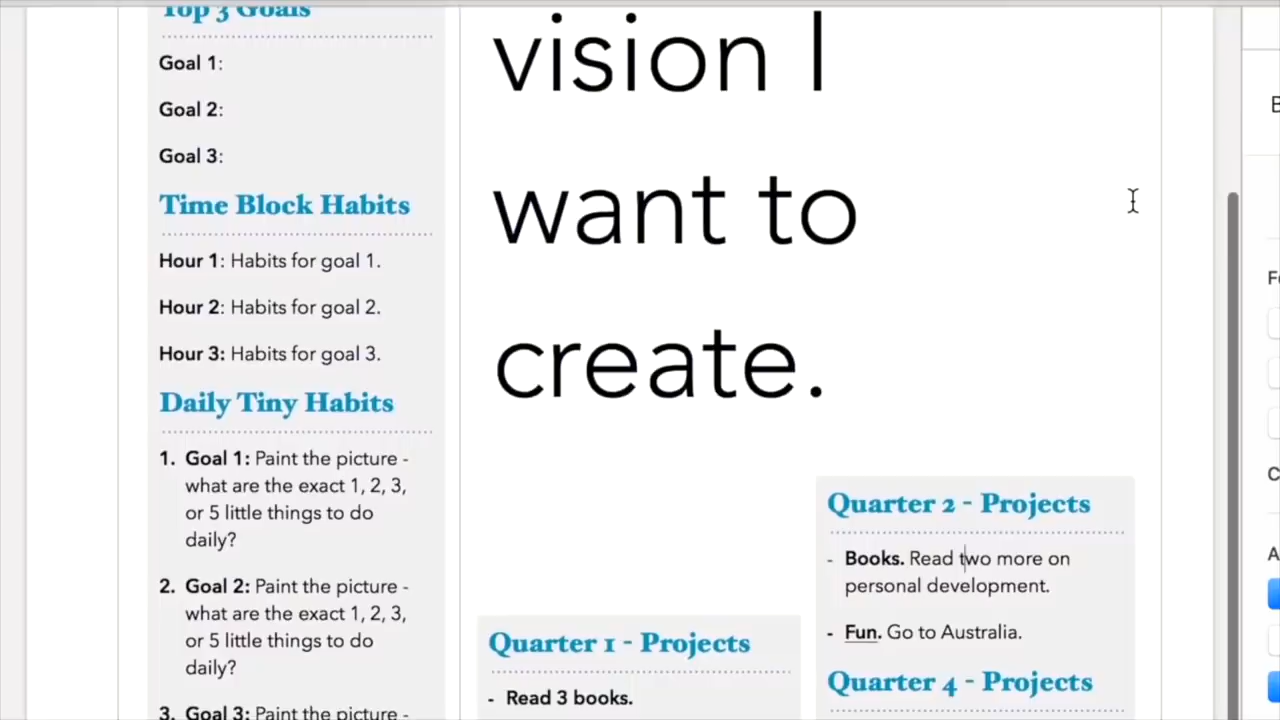 Top 3 Goals
Goal 1:
Goal 2:
Goal 3:
Time Block Habits
Hour 1: Habits for goal 1.
Hour 2: Habits for goal 2.
Hour 3: Habits for goal 3.
Daily Tiny Habits
1. Goal 1: Paint the picture -
what are the exact 1, 2, 3,
or 5 little things to do
daily?
2. Goal 2: Paint the picture -
what are the exact 1, 2, 3,
or 5 little things to do
daily?
3. Goal 3: Paint the picture -
vision I
want to
create.
Quarter 1 - Projects
- Read 3 books.
Quarter 2 - Projects
- Books. Read two more on
personal development.
- Fun. Go to Australia.
Quarter 4 - Projects